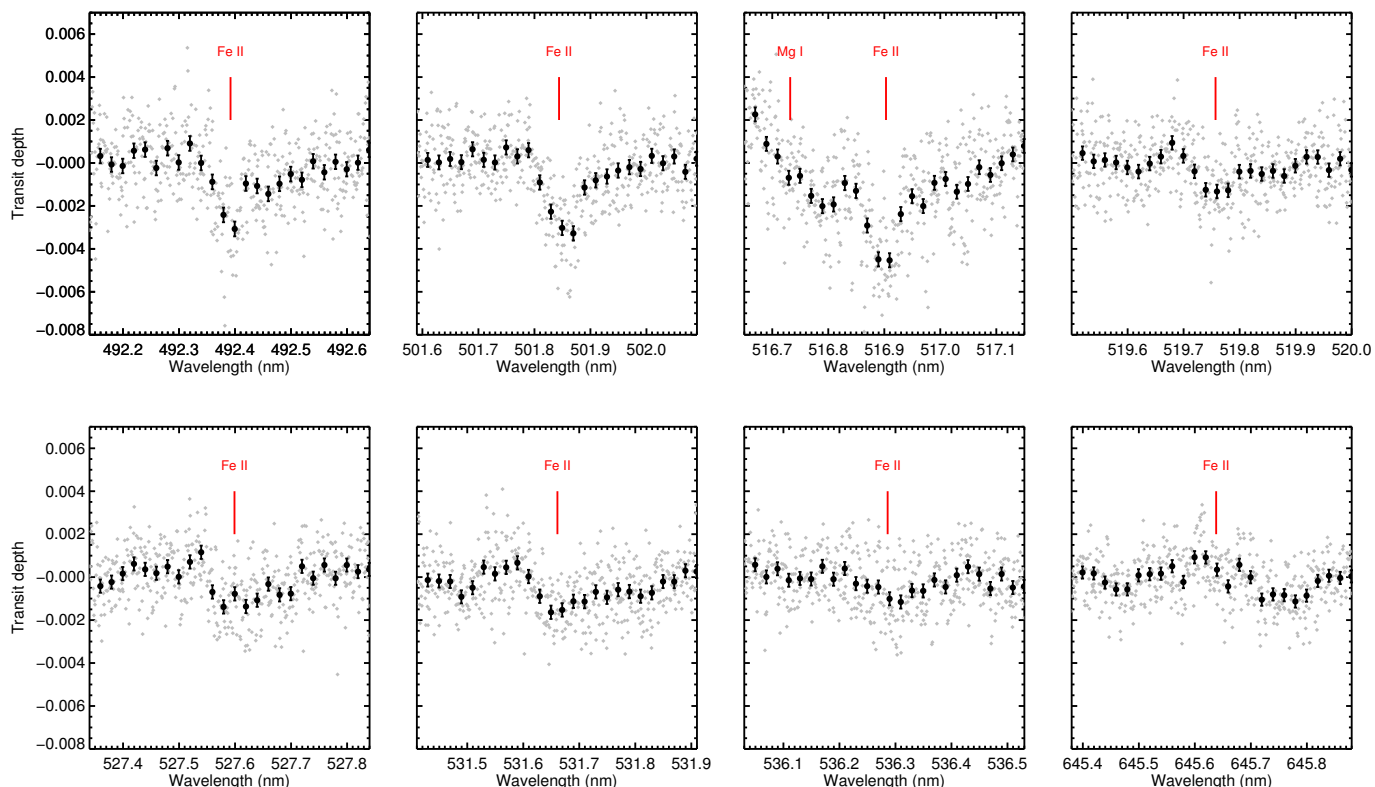 0.006
0.004
0.002
−0.000
−0.002
−0.004
−0.006
−0.008
Transit depth
Fe II
492.2 492.3 492.4 492.5 492.6
Wavelength (nm)
Fe II
501.6 501.7 501.8 501.9 502.0
Wavelength (nm)
Mg I Fe II
516.7 516.8 516.9 517.0 517.1
Wavelength (nm)
Fe II
519.6 519.7 519.8 519.9 520.0
Wavelength (nm)
0.006
0.004
0.002
−0.000
−0.002
−0.004
−0.006
−0.008
Transit depth
Fe II
527.4 527.5 527.6 527.7 527.8
Wavelength (nm)
Fe II
531.5 531.6 531.7 531.8 531.9
Wavelength (nm)
Fe II
536.1 536.2 536.3 536.4 536.5
Wavelength (nm)
Fe II
645.4 645.5 645.6 645.7 645.8
Wavelength (nm)